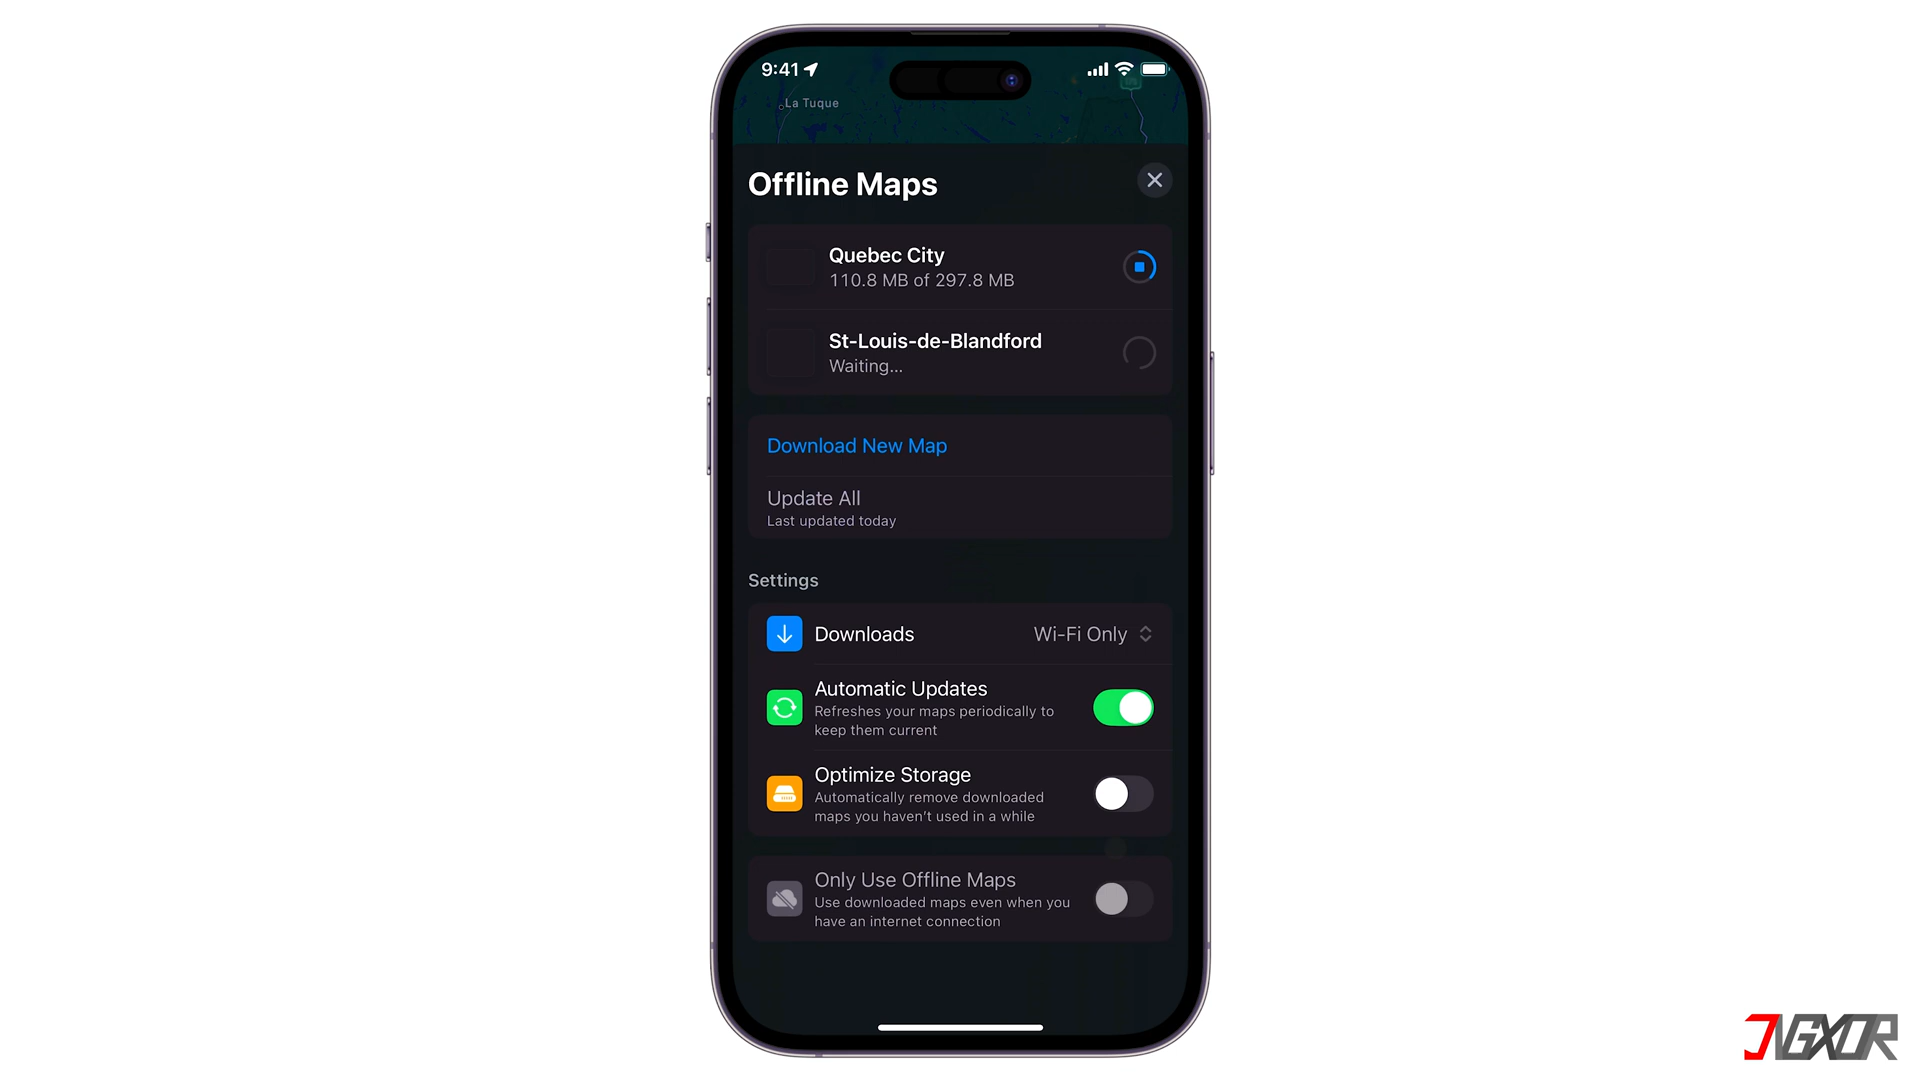 9:41
La Tuque
Offline Maps
Quebec City
110.8 MB of 297.8 MB
St-Louis-de-Blandford
Waiting...
Download New Map
Update All
Last updated today
Settings
Downloads
Wi-Fi Only
Automatic Updates
Refreshes your maps periodically to
keep them current
Optimize Storage
Automatically remove downloaded
maps you haven't used in a while
Only Use Offline Maps
Use downloaded maps even when you
have an internet connection
JVGXOR